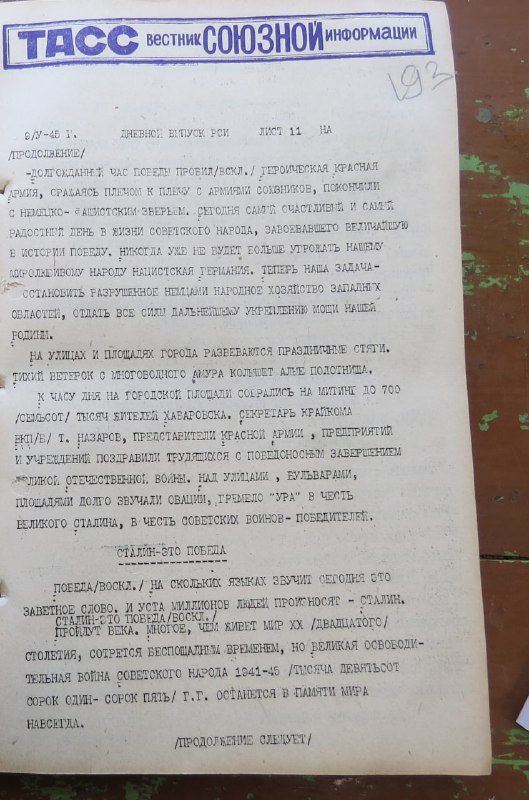 ТАСС ВЕСТНИК СОЮЗНОЙ ИНФОРМАЦИИ
193
9/У-45 Г. ДНЕВНОЙ ВЫПУСК РСИ ЛИСТ 11 НА
/ПРОДОЛЖЕНИЕ/
-ДОЛГОЖДАННЫЙ ЧАС ПОБЕДЫ ПРОБИЛ/ВСКЛ./ ГЕРОИЧЕСКАЯ КРАСНАЯ
АРМИЯ, СРАЖАЯСЬ ПЛЕЧОМ К ПЛЕЧУ С АРМИЯМИ СОЮЗНИКОВ, ПОКОНЧИЛИ
С НЕМЕЦКО- ФАШИСТСКИМ ЗВЕРЬЕМ. СЕГОДНЯ САМЫЙ СЧАСТЛИВЫЙ И САМЫЙ
РАДОСТНЫЙ ДЕНЬ В ЖИЗНИ СОВЕТСКОГО НАРОДА, ЗАВОЕВАВШЕГО ВЕЛИЧАЙШУЮ
В ИСТОРИИ ПОБЕДУ. НИКОГДА УЖЕ НЕ БУДЕТ БОЛЬШЕ УГРОЖАТЬ НАШЕМУ
МИРОЛЮБИВОМУ НАРОДУ НАЦИСТСКАЯ ГЕРМАНИЯ. ТЕПЕРЬ НАША ЗАДАЧА-
ОСТАНОВИТЬ РАЗРУШЕННОЕ НЕМЦАМИ НАРОДНОЕ ХОЗЯЙСТВО ЗАПАДНЫХ
ОБЛАСТЕЙ, ОТДАТЬ ВСЕ СИЛЫ ДАЛЬНЕЙШЕМУ УКРЕПЛЕНИЮ МОЩИ НАШЕЙ
РОДИНЫ.
НА УЛИЦАХ И ПЛОЩАДЯХ ГОРОДА РАЗВЕВАЮТСЯ ПРАЗДНИЧНЫЕ СТЯГИ.
ТИХИЙ ВЕТЕРОК С МНОГОВОДНОГО АМУРА КОЛЫШЕТ АЛЫЕ ПОЛОТНИЩА.
К ЧАСУ ДНЯ НА ГОРОДСКОЙ ПЛОЩАДИ СОБРАЛИСЬ НА МИТИНГ ДО 700
/СЕМЬСОТ/ ТЫСЯЧ ЖИТЕЛЕЙ ХАБАРОВСКА. СЕКРЕТАРЬ КРАЙКОМА
ВКП/Б/ Т. НАЗАРОВ, ПРЕДСТАВИТЕЛИ КРАСНОЙ АРМИИ , ПРЕДПРИЯТИЙ
И УЧРЕЖДЕНИЙ ПОЗДРАВИЛИ ТРУДЯЩИХСЯ С ПОБЕДОНОСНЫМ ЗАВЕРШЕНИЕМ
ВЕЛИКОЙ ОТЕЧЕСТВЕННОЙ ВОЙНЫ. НАД УЛИЦАМИ , БУЛЬВАРАМИ,
ПЛОЩАДЯМИ ДОЛГО ЗВУЧАЛИ ОВАЦИИ, ГРЕМЕЛО "УРА" В ЧЕСТЬ
ВЕЛИКОГО СТАЛИНА, В ЧЕСТЬ СОВЕТСКИХ ВОИНОВ- ПОБЕДИТЕЛЕЙ.
СТАЛИН-ЭТО ПОБЕДА
ПОБЕДА/ВОСКЛ./ НА СКОЛЬКИХ ЯЗЫКАХ ЗВУЧИТ СЕГОДНЯ ЭТО
ЗАВЕТНОЕ СЛОВО. И УСТА МИЛЛИОНОВ ЛЮДЕЙ ПРОИЗНОСЯТ - СТАЛИН.
СТАЛИН-ЭТО ПОБЕДА/ВОСКЛ./
ПРОЙДУТ ВЕКА. МНОГОЕ, ЧЕМ ЖИВЕТ МИР ХХ /ДВАДЦАТОГО/
СТОЛЕТИЯ, СОТРЕТСЯ БЕСПОЩАДНЫМ ВРЕМЕНЕМ, НО ВЕЛИКАЯ ОСВОБОДИ-
ТЕЛЬНАЯ ВОЙНА СОВЕТСКОГО НАРОДА 1941-45 /ТЫСЯЧА ДЕВЯТЬСОТ
СОРОК ОДИН- СОРОК ПЯТЬ/ Г.Г. ОСТАНЕТСЯ В ПАМЯТИ МИРА
НАВСЕГДА.
/ПРОДОЛЖЕНИЕ СЛЕДУЕТ/